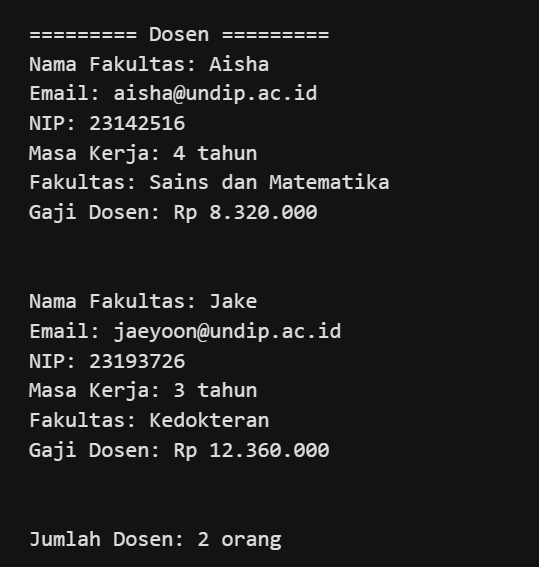 ========= Dosen =========
Nama Fakultas: Aisha
Email: aisha@undip.ac.id
NIP: 23142516
Masa Kerja: 4 tahun
Fakultas: Sains dan Matematika
Gaji Dosen: Rp 8.320.000
Nama Fakultas: Jake
Email: jaeyoon@undip.ac.id
NIP: 23193726
Masa Kerja: 3 tahun
Fakultas: Kedokteran
Gaji Dosen: Rp 12.360.000
Jumlah Dosen: 2 orang